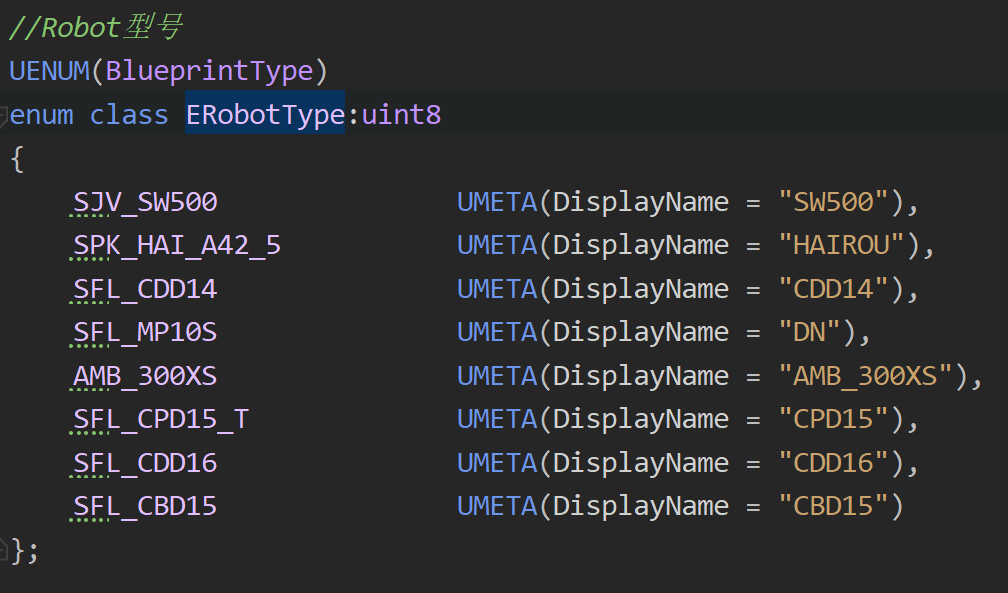 //Robot型号
UENUM(BlueprintType)
enum class ERobotType:uint8
{
SJV_SW500 UMETA(DisplayName = "SW500"),
SPK_HAI_A42_5 UMETA(DisplayName = "HAIROU"),
SFL_CDD14 UMETA(DisplayName = "CDD14"),
SFL_MP10S UMETA(DisplayName = "DN"),
AMB_300XS UMETA(DisplayName = "AMB_300XS"),
SFL_CPD15_T UMETA(DisplayName = "CPD15"),
SFL_CDD16 UMETA(DisplayName = "CDD16"),
SFL_CBD15 UMETA(DisplayName = "CBD15")
};